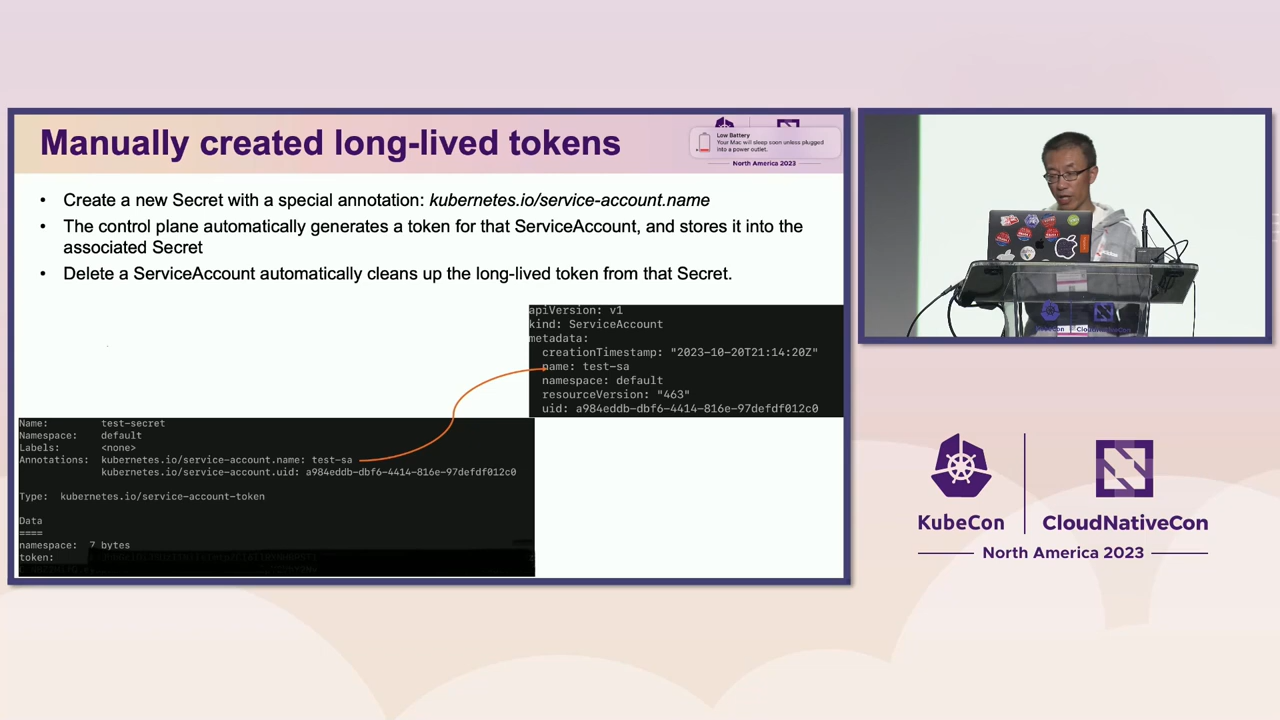 Manually created long-lived tokens
Low Battery
Your Mac will sleep soon unless plugged
into a power outlet.
North America 2023
• Create a new Secret with a special annotation: kubernetes.io/service-account.name
• The control plane automatically generates a token for that ServiceAccount, and stores it into the
associated Secret
• Delete a ServiceAccount automatically cleans up the long-lived token from that Secret.
apiVersion: v1
kind: ServiceAccount
metadata:
creationTimestamp: "2023-10-20T21:14:20Z"
name: test-sa
namespace: default
resourceVersion: "463"
uid: a984eddb-dbf6-4414-816e-97defdf012c0
Name: test-secret
Namespace: default
Labels: <none>
Annotations: kubernetes.io/service-account.name: test-sa
kubernetes.io/service-account.uid: a984eddb-dbf6-4414-816e-97defdf012c0
Type: kubernetes.io/service-account-token
Data
====
namespace: 7 bytes
token:
KubeCon
CloudNativeCon
KubeCon
CloudNativeCon
North America 2023